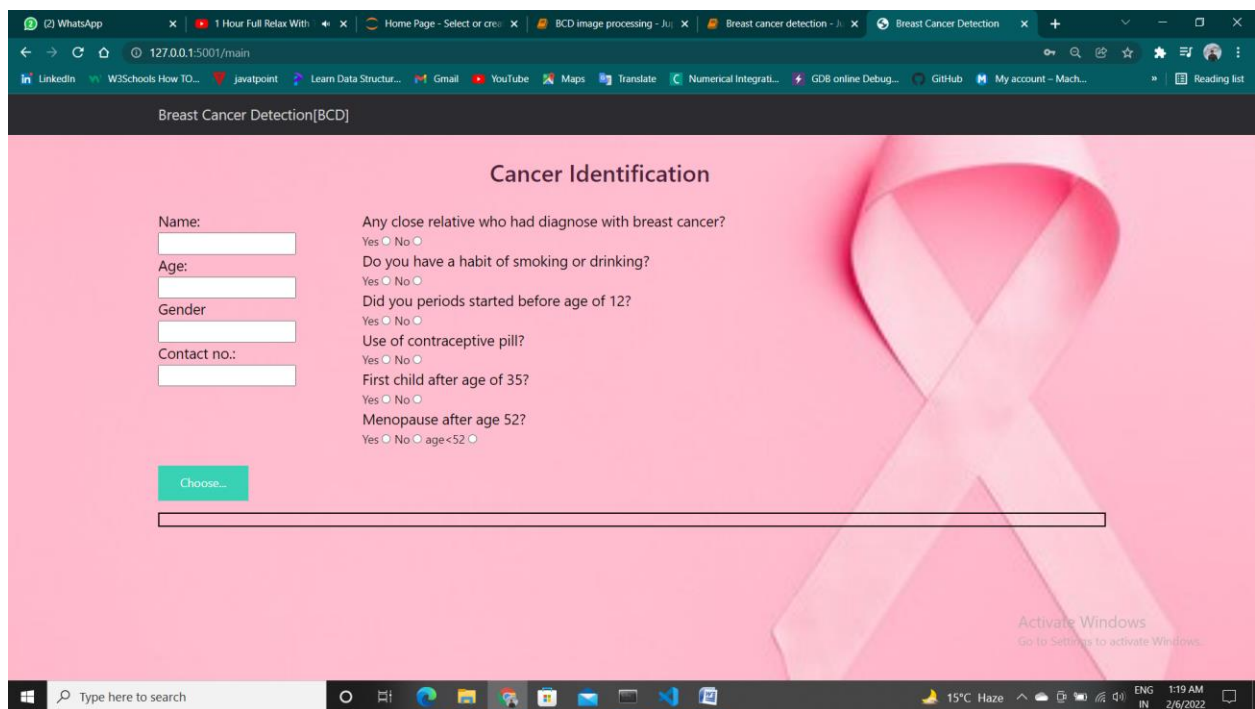 (2) WhatsApp
1 Hour Full Relax With
Home Page - Select or crea
BCD image processing - Jup
Breast cancer detection - Ju
Breast Cancer Detection
127.0.0.1:5001/main
LinkedIn
W3Schools How TO...
javatpoint
Learn Data Structur...
Gmail
YouTube
Maps
Translate
Numerical Integrati...
GDB online Debug...
GitHub
My account – Mach...
»
Reading list
Breast Cancer Detection[BCD]
Cancer Identification
Name:
Age:
Gender
Contact no.:
Any close relative who had diagnose with breast cancer?
Yes No
Do you have a habit of smoking or drinking?
Yes No
Did you periods started before age of 12?
Yes No
Use of contraceptive pill?
Yes No
First child after age of 35?
Yes No
Menopause after age 52?
Yes No age<52
Choose...
Activate Windows
Go to Settings to activate Windows.
Type here to search
15°C Haze
ENG
IN
1:19 AM
2/6/2022